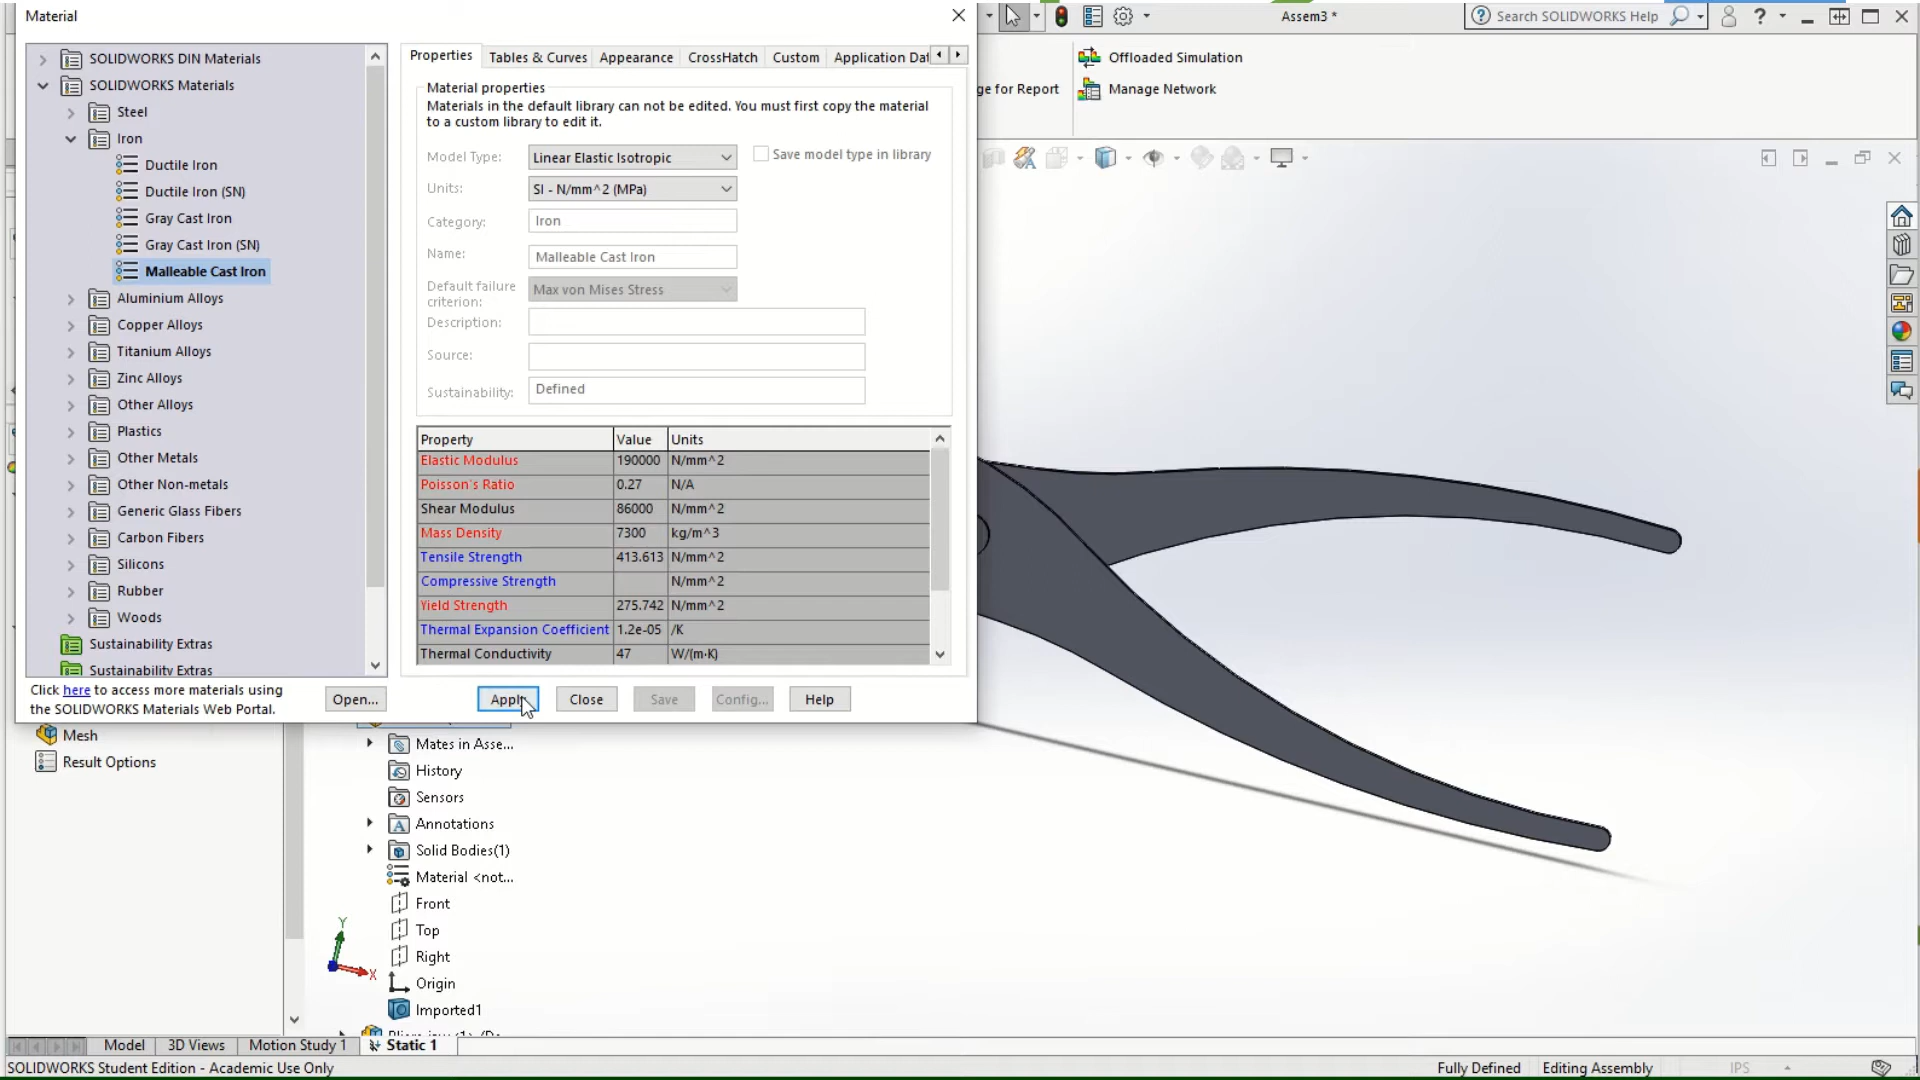 Material
Assem3 *
Search SOLIDWORKS Help
SOLIDWORKS DIN Materials
SOLIDWORKS Materials
Steel
Iron
Ductile Iron
Ductile Iron (SN)
Gray Cast Iron
Gray Cast Iron (SN)
Malleable Cast Iron
Aluminium Alloys
Copper Alloys
Titanium Alloys
Zinc Alloys
Other Alloys
Plastics
Other Metals
Other Non-metals
Generic Glass Fibers
Carbon Fibers
Silicons
Rubber
Woods
Sustainability Extras
Sustainability Extras
Click here to access more materials using
the SOLIDWORKS Materials Web Portal.
Open...
Properties Tables & Curves Appearance CrossHatch Custom Application Dat
Material properties
Materials in the default library can not be edited. You must first copy the material
to a custom library to edit it.
Model Type: Linear Elastic Isotropic Save model type in library
Units: SI - N/mm^2 (MPa)
Category: Iron
Name: Malleable Cast Iron
Default failure
criterion: Max von Mises Stress
Description:
Source:
Sustainability: Defined
Property Value Units
Elastic Modulus 190000 N/mm^2
Poisson's Ratio 0.27 N/A
Shear Modulus 86000 N/mm^2
Mass Density 7300 kg/m^3
Tensile Strength 413.613 N/mm^2
Compressive Strength N/mm^2
Yield Strength 275.742 N/mm^2
Thermal Expansion Coefficient 1.2e-05 /K
Thermal Conductivity 47 W/(m·K)
Apply Close Save Config... Help
ge for Report
Offloaded Simulation
Manage Network
Mesh
Result Options
Mates in Asse...
History
Sensors
Annotations
Solid Bodies(1)
Material <not...
Front
Top
Right
Origin
Imported1
Y
X
Model 3D Views Motion Study 1 Static 1
SOLIDWORKS Student Edition - Academic Use Only
Fully Defined Editing Assembly IPS